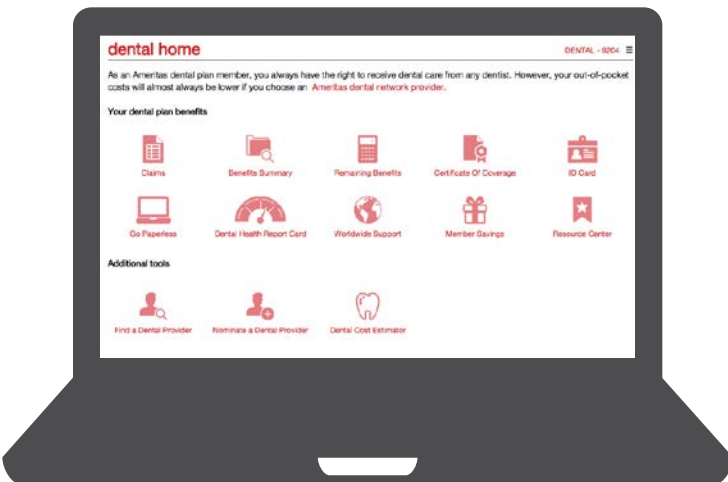 dental home
DENTAL - 9204
As an Ameritas dental plan member, you always have the right to receive dental care from any dentist. However, your out-of-pocket
costs will almost always be lower if you choose an Ameritas dental network provider.
Your dental plan benefits
Claims
Benefits Summary
Remaining Benefits
Certificate Of Coverage
ID Card
Go Paperless
Dental Health Report Card
Worldwide Support
Member Savings
Resource Center
Additional tools
Find a Dental Provider
Nominate a Dental Provider
Dental Cost Estimator